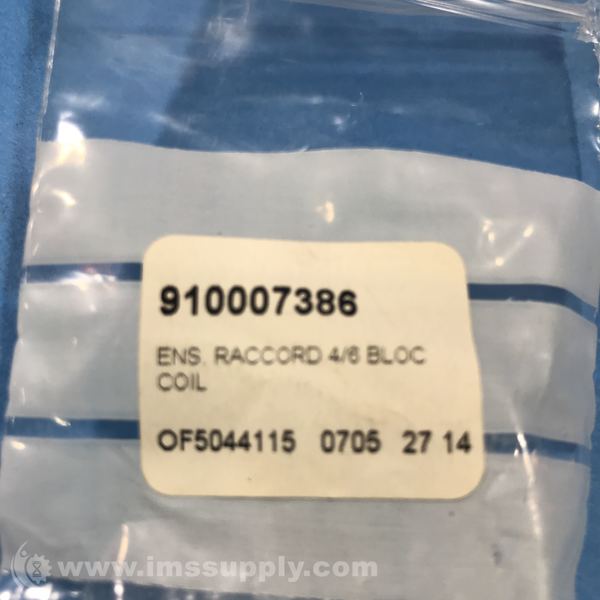 910007386
ENS. RACCORD 4/6 BLOC
COIL
OF5044115 0705 27 14
www.imssupply.com